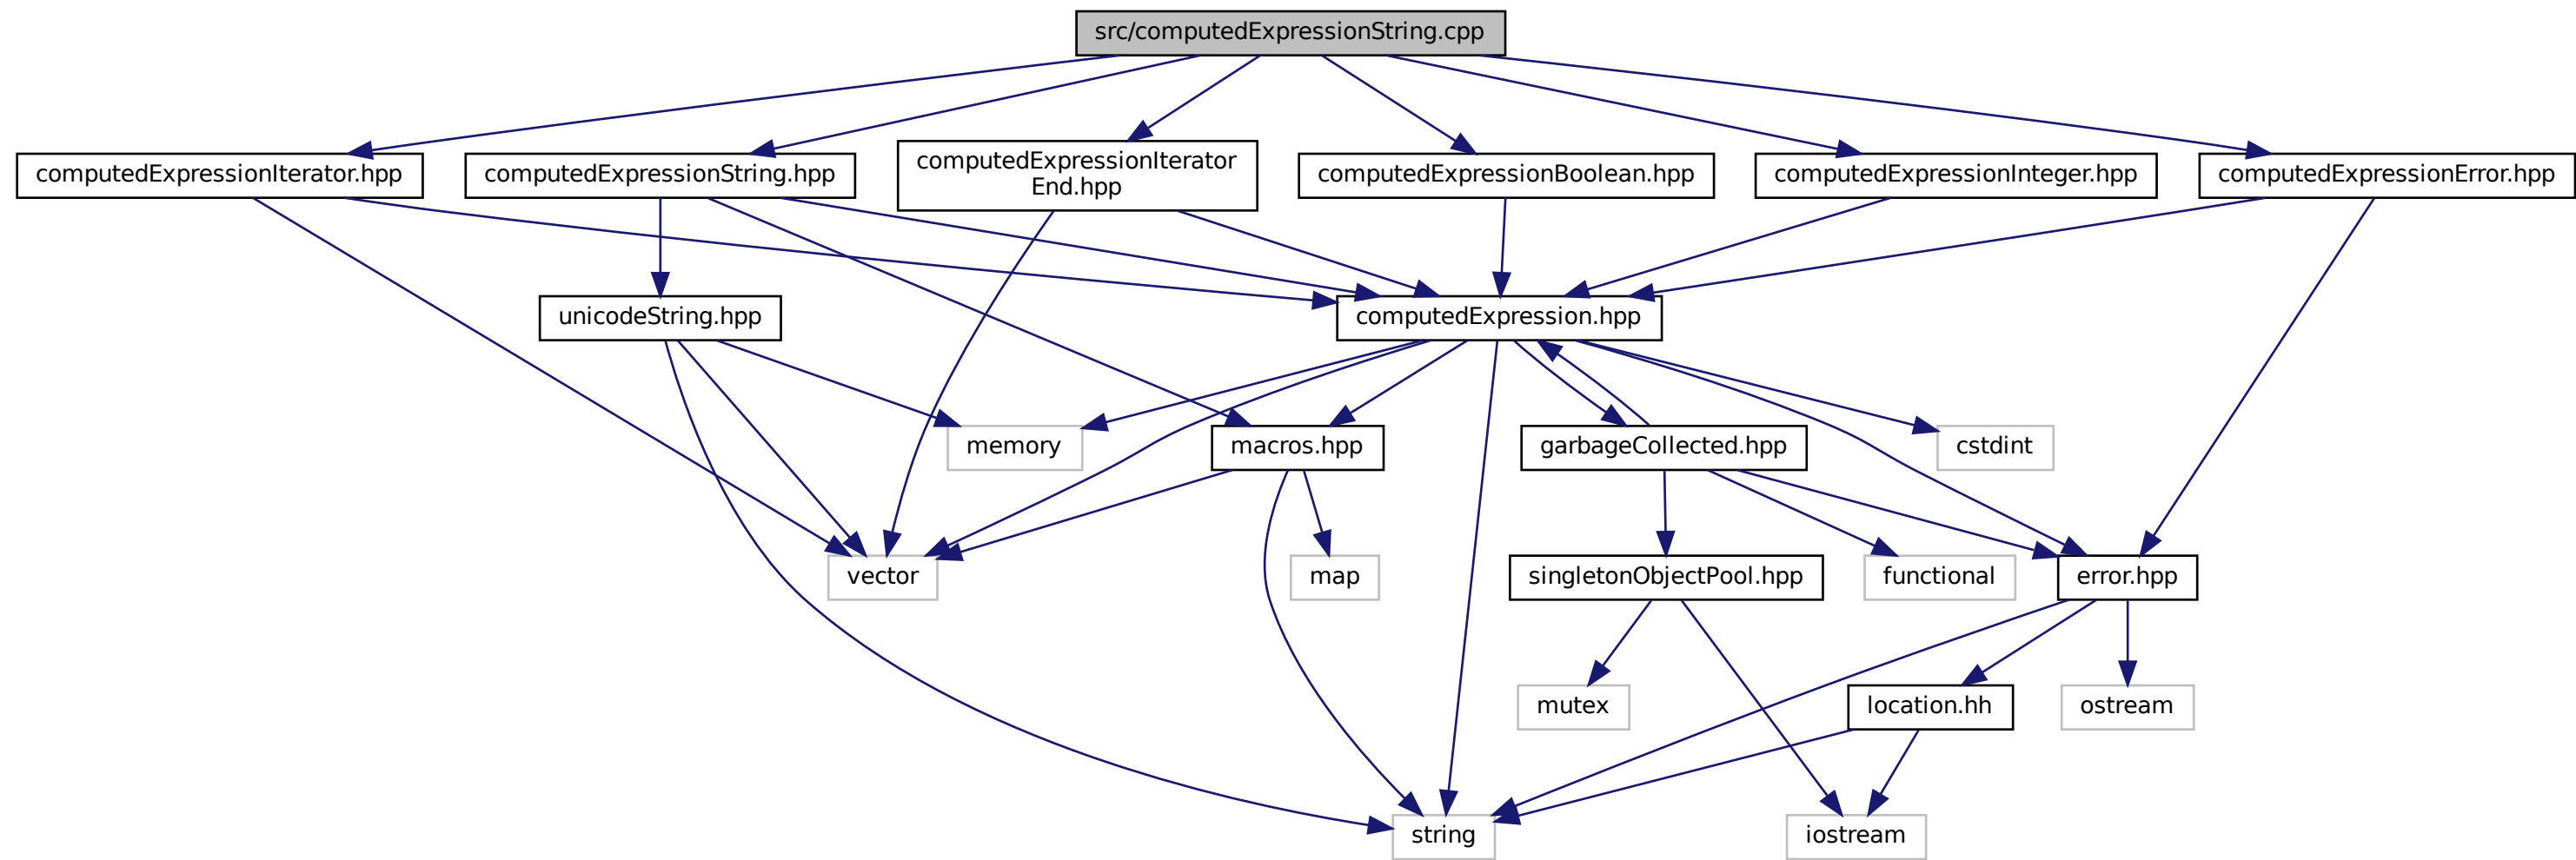 src/computedExpressionString.cpp
computedExpressionIterator.hpp
computedExpressionString.hpp
computedExpressionIterator
End.hpp
computedExpressionBoolean.hpp
computedExpressionInteger.hpp
computedExpressionError.hpp
unicodeString.hpp
computedExpression.hpp
memory
macros.hpp
garbageCollected.hpp
cstdint
vector
map
singletonObjectPool.hpp
functional
error.hpp
mutex
location.hh
ostream
string
iostream